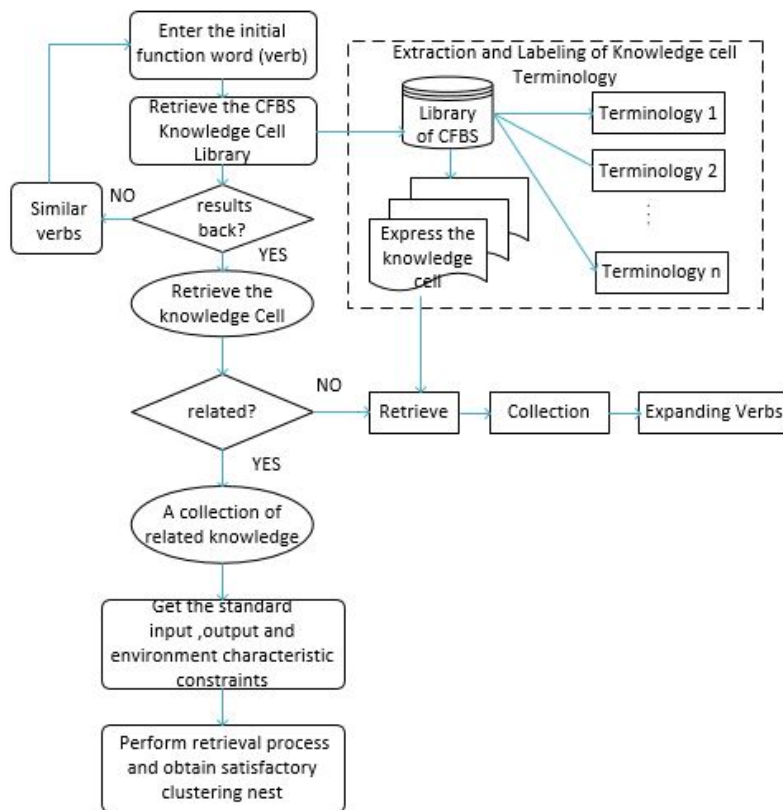 Enter the initial
function word (verb)
Extraction and Labeling of Knowledge cell
Terminology
Retrieve the CFBS
Knowledge Cell
Library
Library
of CFBS
Terminology 1
Terminology 2
Terminology n
Express the
knowledge
cell
NO
Similar
verbs
results
back?
YES
Retrieve the
knowledge Cell
NO
related?
Retrieve
Collection
Expanding Verbs
YES
A collection of
related knowledge
Get the standard
input ,output and
environment characteristic
constraints
Perform retrieval process
and obtain satisfactory
clustering nest